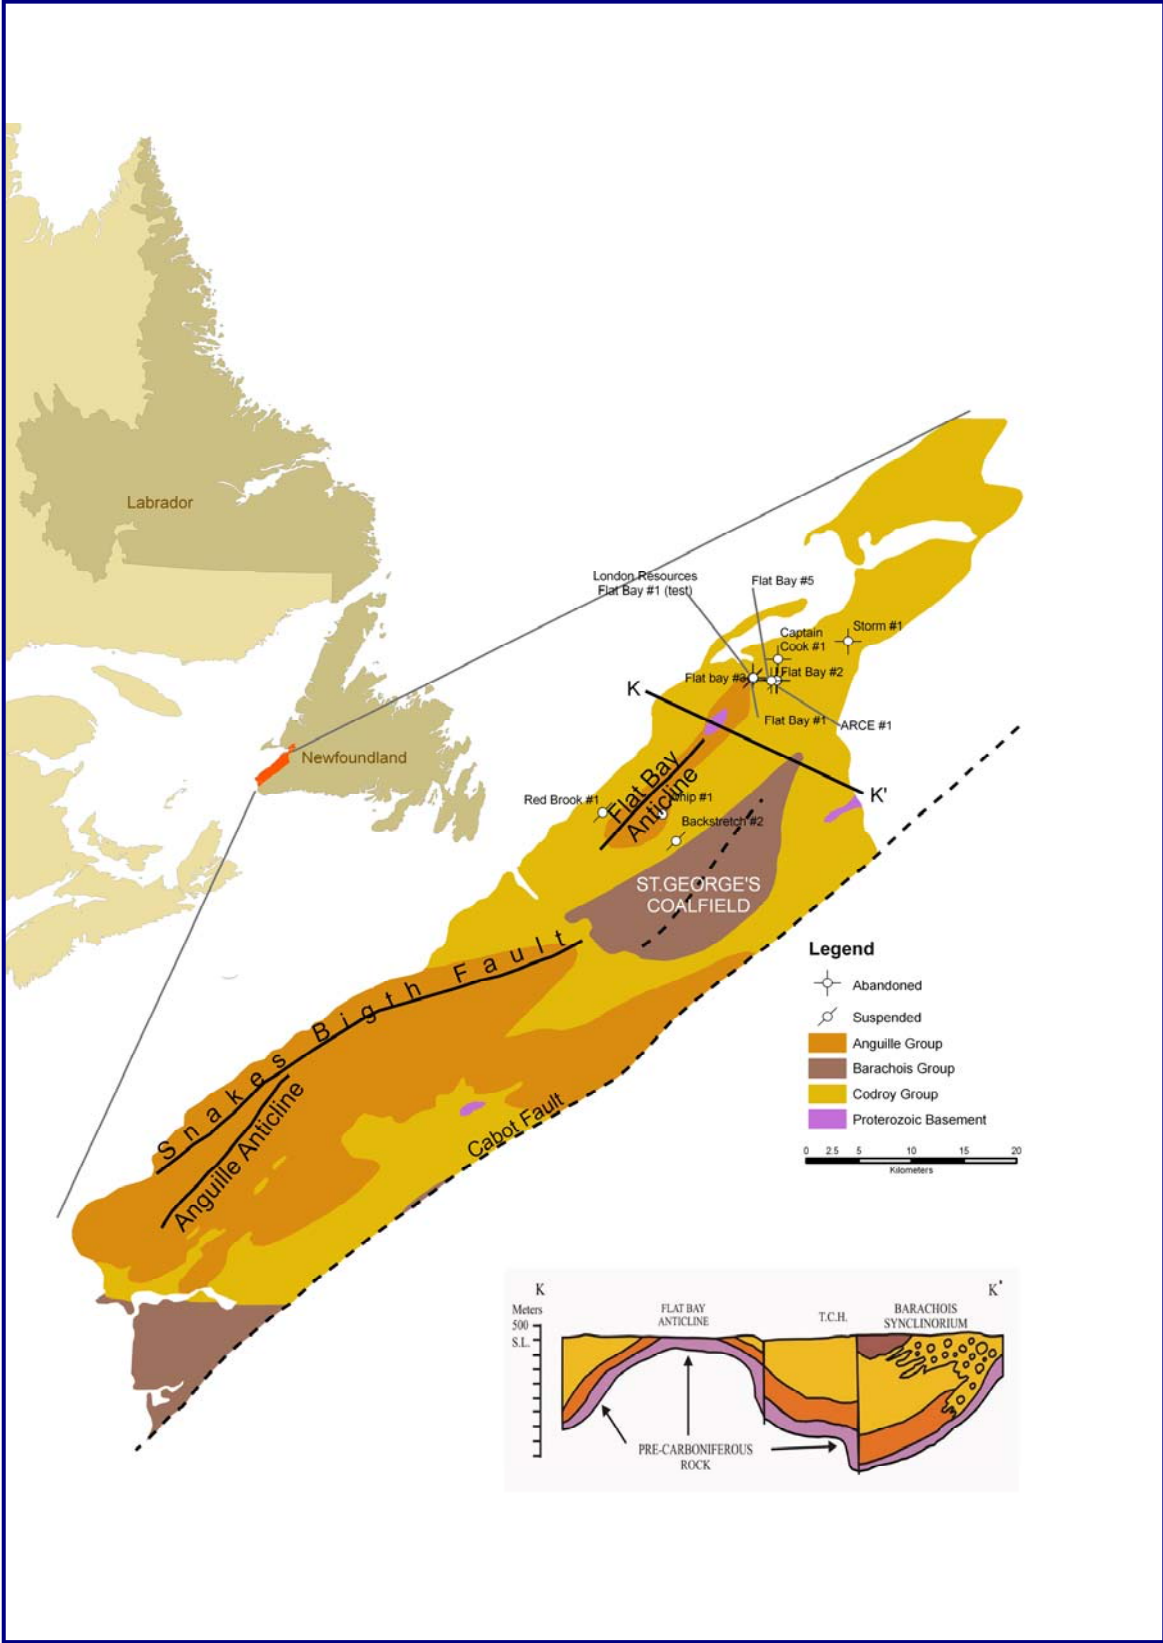 Labrador
Newfoundland
London Resources
Flat Bay #1 (test)
Flat Bay #5
Captain
Cook #1
Storm #1
Flat bay #3
Flat Bay #2
Flat Bay #1
ARCE #1
K
K'
Flat Bay
Anticline
Red Brook #1
#1
Backstretch #2
ST.GEORGE'S
COALFIELD
Snakes Bigth Fault
Anguille Anticline
Cabot Fault
Legend
Abandoned
Suspended
Anguille Group
Barachois Group
Codroy Group
Proterozoic Basement
0 2.5 5 10 15 20
Kilometers
K
K'
Meters
500
S.L.
FLAT BAY
ANTICLINE
T.C.H.
BARACHOIS
SYNCLINORIUM
PRE-CARBONIFEROUS
ROCK